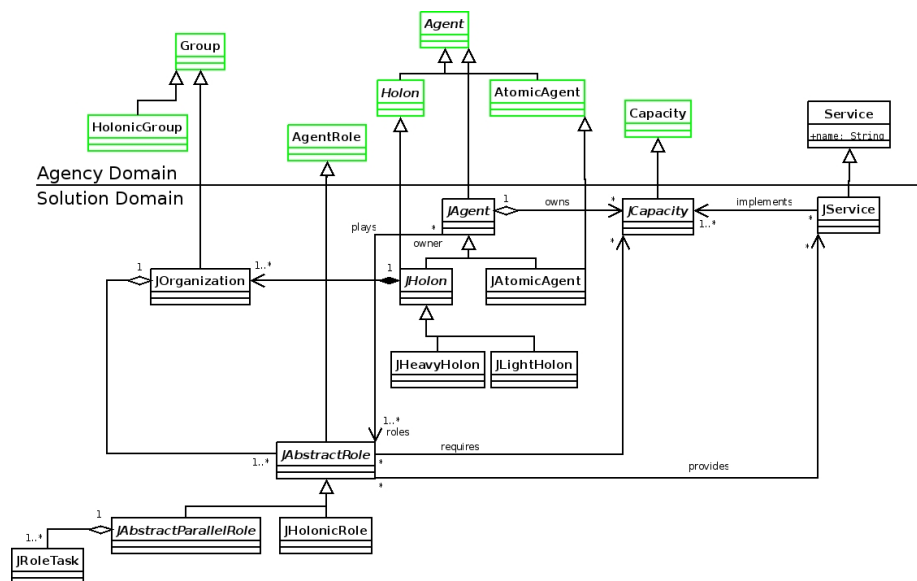 Agent
Group
Holon
AtomicAgent
HolonicGroup
AgentRole
Capacity
Service
+name: String
Agency Domain
Solution Domain
JAgent
1
owns
*
JCapacity
1..*
implements
*
JService
plays
*
owner
*
*
1
JOrganization
1..*
1
JHolon
JAtomicAgent
JHeavyHolon
JLightHolon
1..*
roles
1..*
JAbstractRole
*
*
requires
provides
1
JAbstractParallelRole
JHolonicRole
1..*
JRoleTask